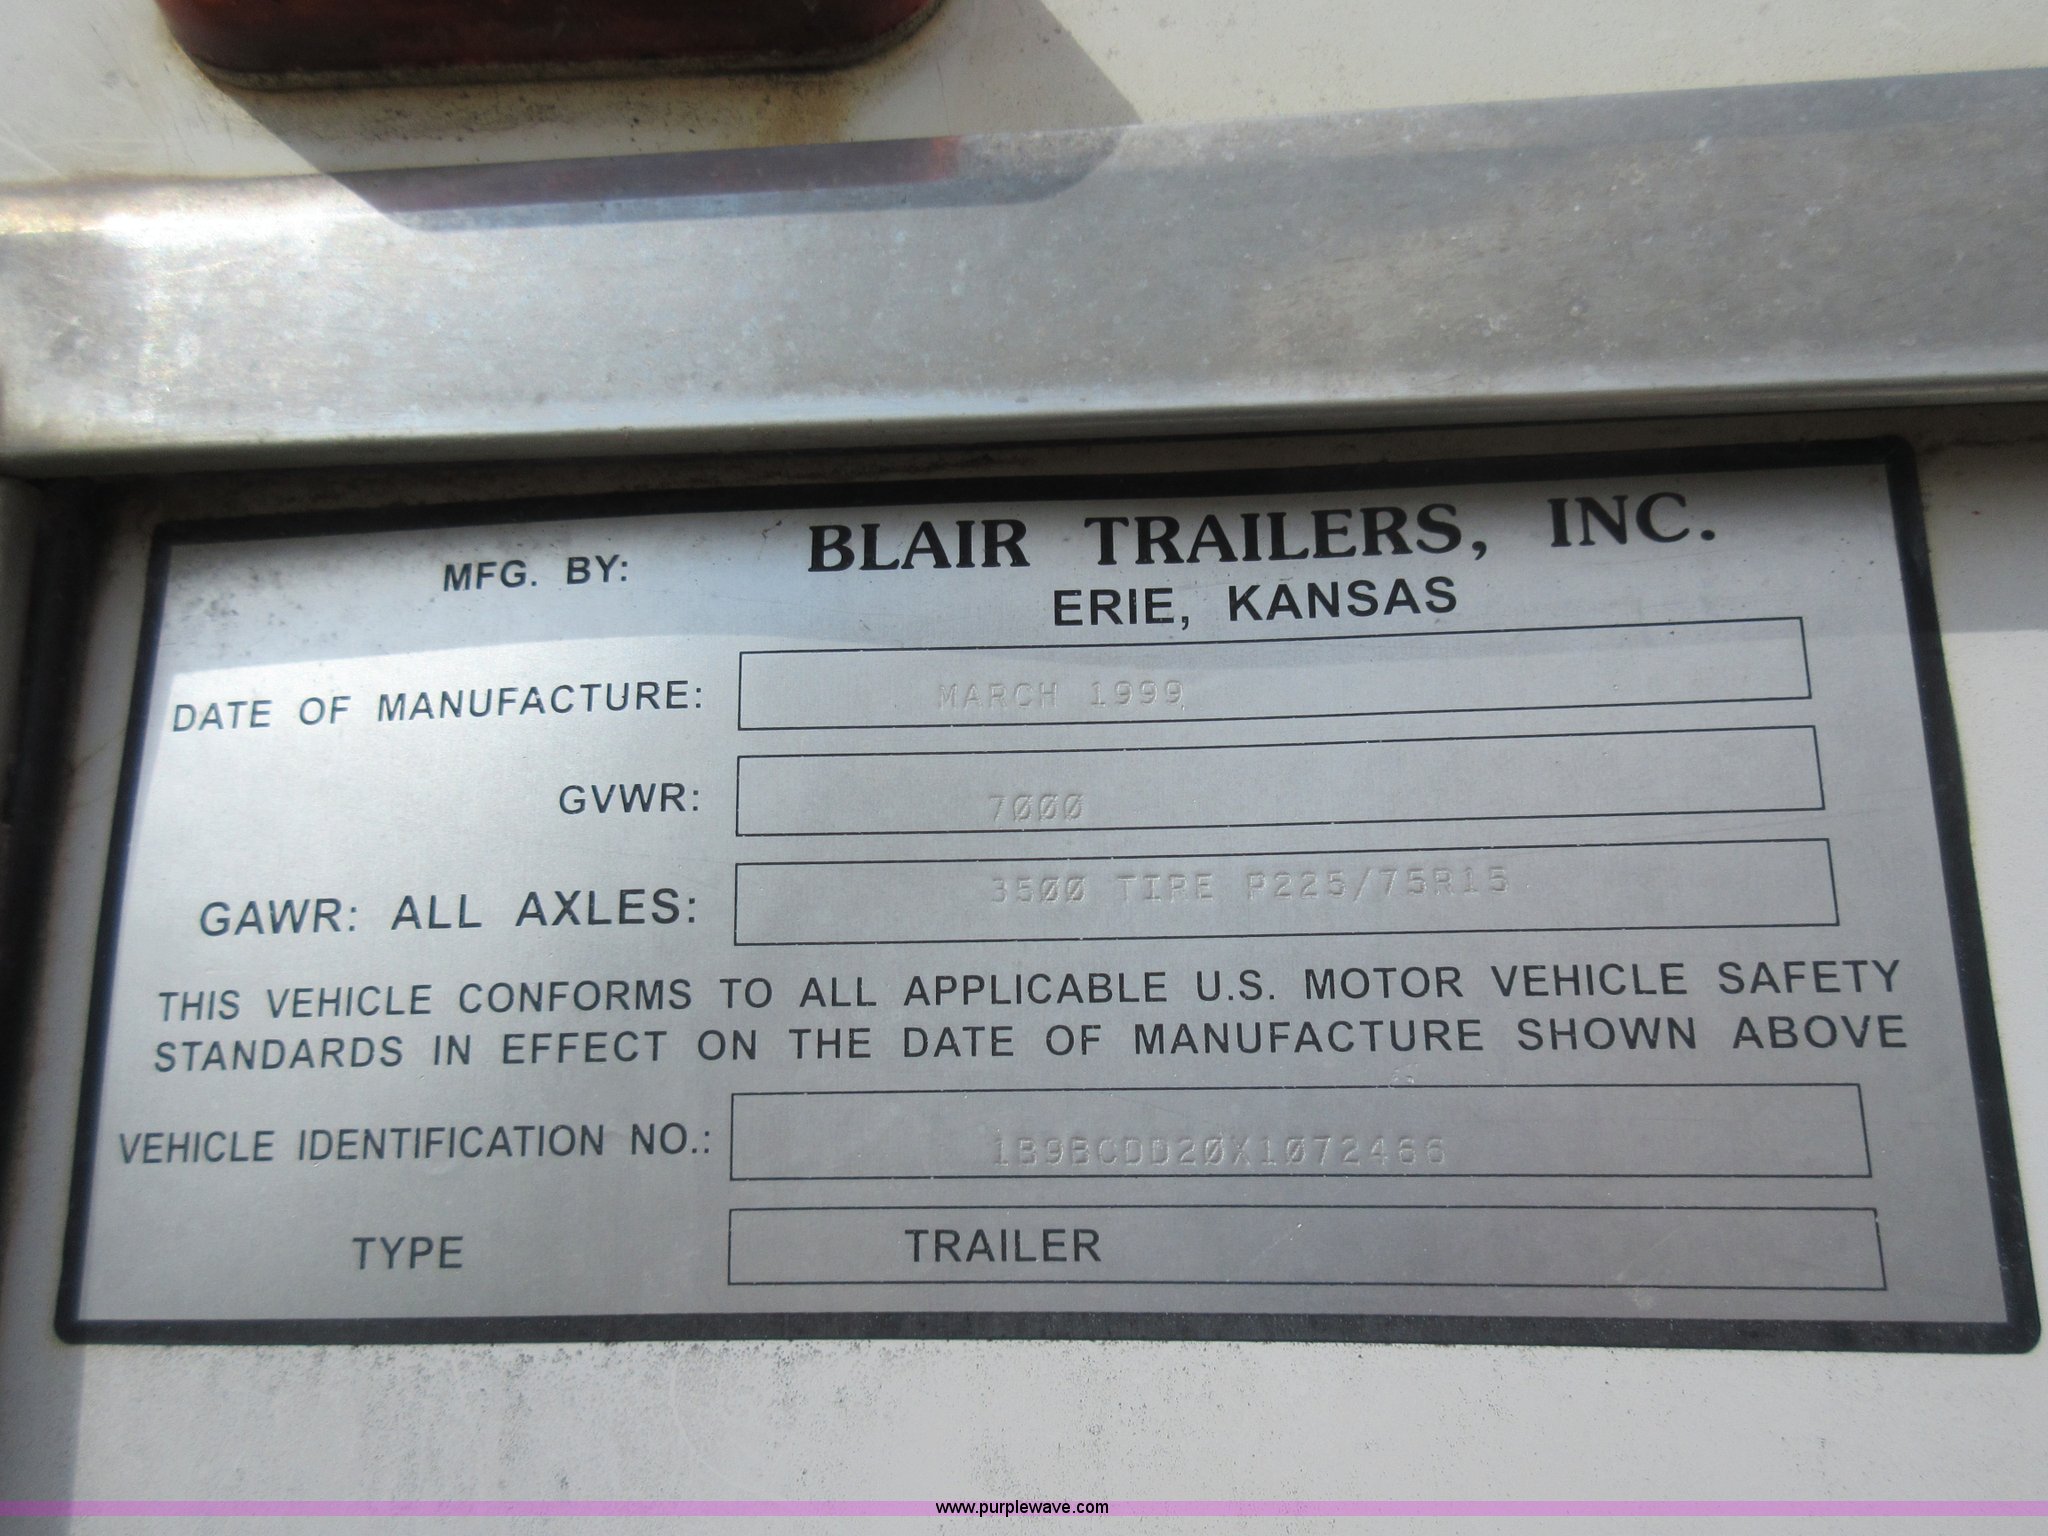 MFG. BY: BLAIR TRAILERS, INC.
ERIE, KANSAS
DATE OF MANUFACTURE: MARCH 1999
GVWR: 7000
GAWR: ALL AXLES: 3500 TIRE P225/75R15
THIS VEHICLE CONFORMS TO ALL APPLICABLE U.S. MOTOR VEHICLE SAFETY
STANDARDS IN EFFECT ON THE DATE OF MANUFACTURE SHOWN ABOVE
VEHICLE IDENTIFICATION NO.: 1B9BCDD20X1072466
TYPE TRAILER
www.purplewave.com